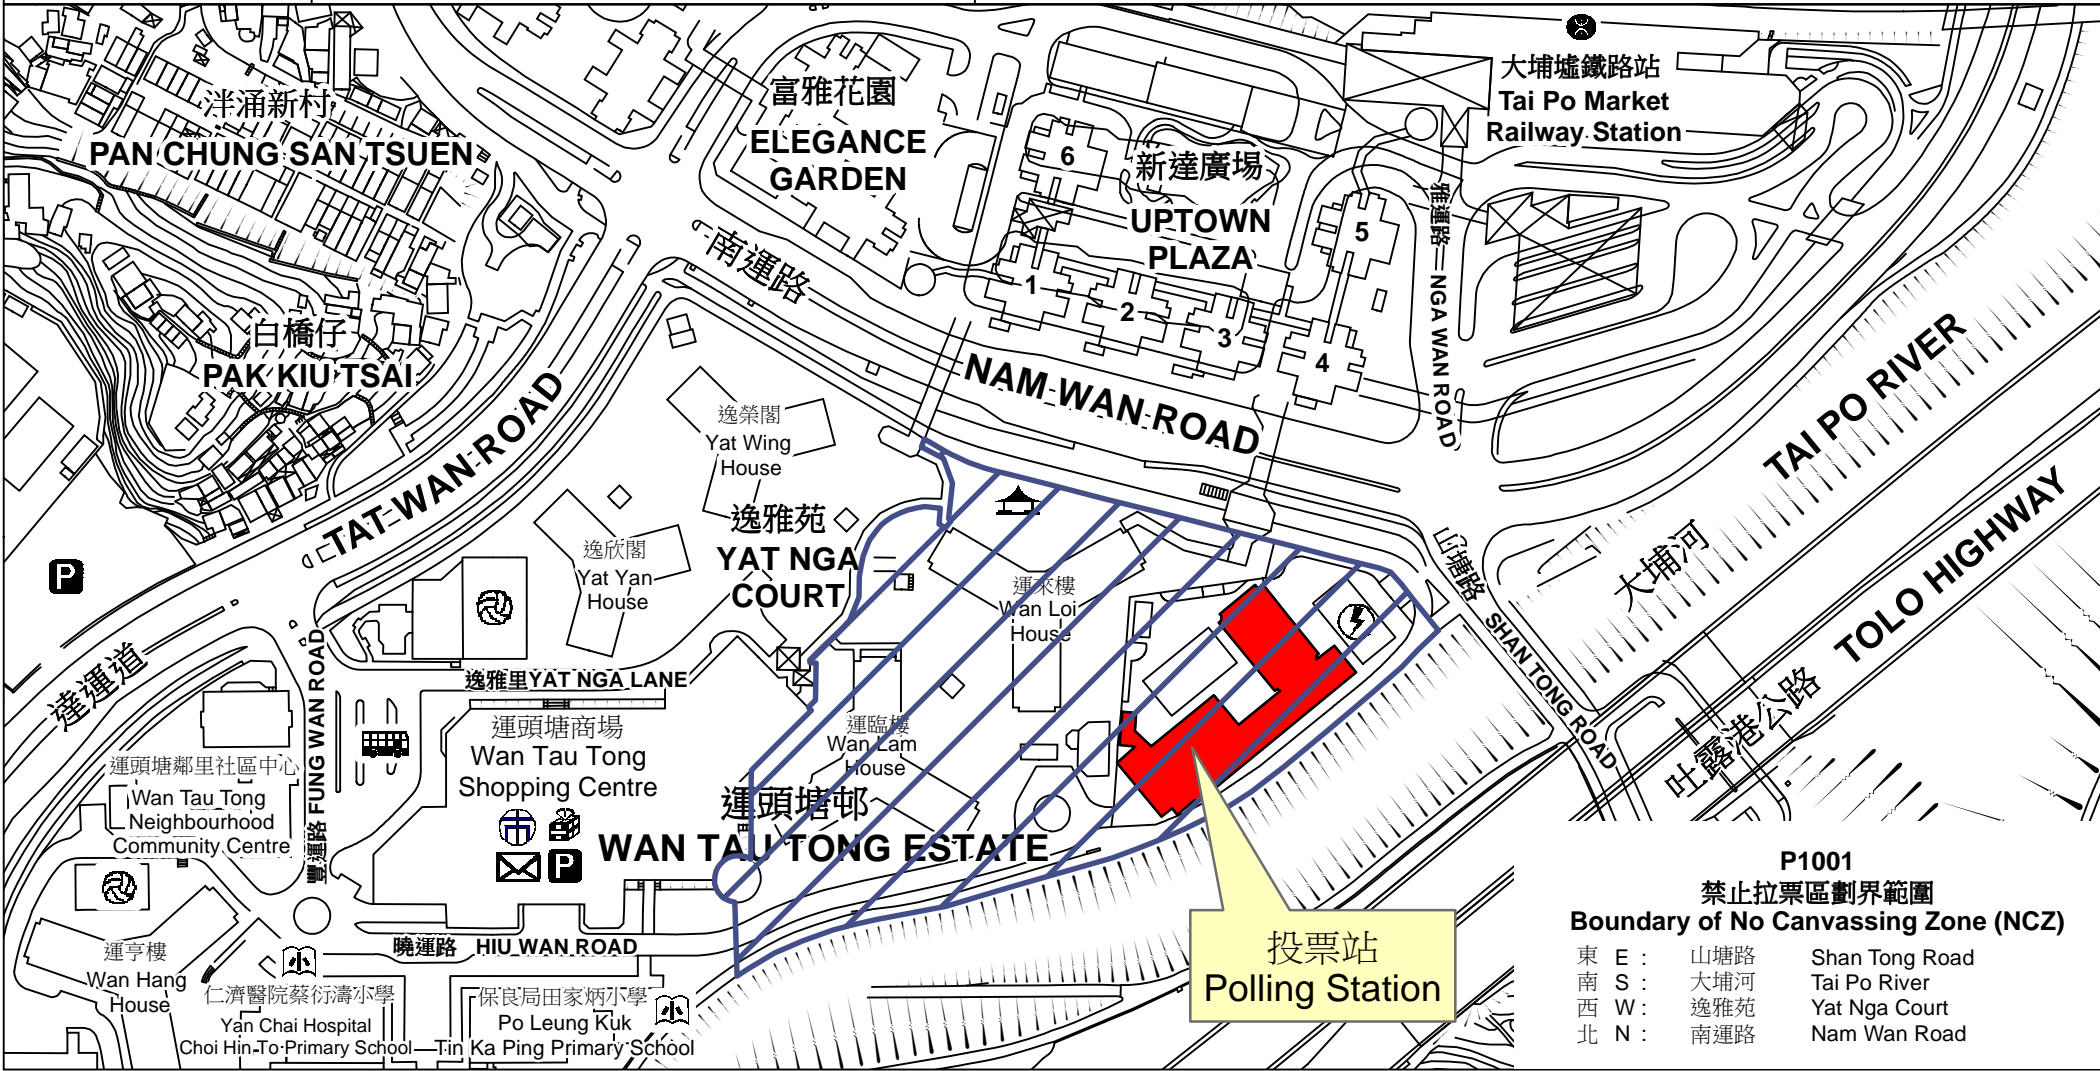 大埔墟鐵路站
Tai Po Market
Railway Station
泮涌新村
PAN CHUNG SAN TSUEN
富雅花園
ELEGANCE
GARDEN
6
新達廣場
UPTOWN
PLAZA
5
1
2
3
4
雅運路 NGA WAN ROAD
南運路
NAM WAN ROAD
白橋仔
PAK KIU TSAI
TAT WAN ROAD
達運道
TAI PO RIVER
大埔河
TOLO HIGHWAY
吐露港公路
山塘路 SHAN TONG ROAD
逸榮閣
Yat Wing
House
逸欣閣
Yat Yan
House
逸雅苑
YAT NGA
COURT
P
運來樓
Wan Loi
House
運臨樓
Wan Lam
House
逸雅里 YAT NGA LANE
豐運路 FUNG WAN ROAD
運頭塘商場
Wan Tau Tong
Shopping Centre
運頭塘邨
WAN TAU TONG ESTATE
P
運頭塘鄰里社區中心
Wan Tau Tong
Neighbourhood
Community Centre
運亨樓
Wan Hang
House
曉運路 HIU WAN ROAD
小
仁濟醫院蔡衍濤小學
Yan Chai Hospital
Choi Hin To Primary School
小
保良局田家炳小學
Po Leung Kuk
Tin Ka Ping Primary School
投票站
Polling Station
P1001
禁止拉票區劃界範圍
Boundary of No Canvassing Zone (NCZ)
東 E : 山塘路 Shan Tong Road
南 S : 大埔河 Tai Po River
西 W : 逸雅苑 Yat Nga Court
北 N : 南運路 Nam Wan Road